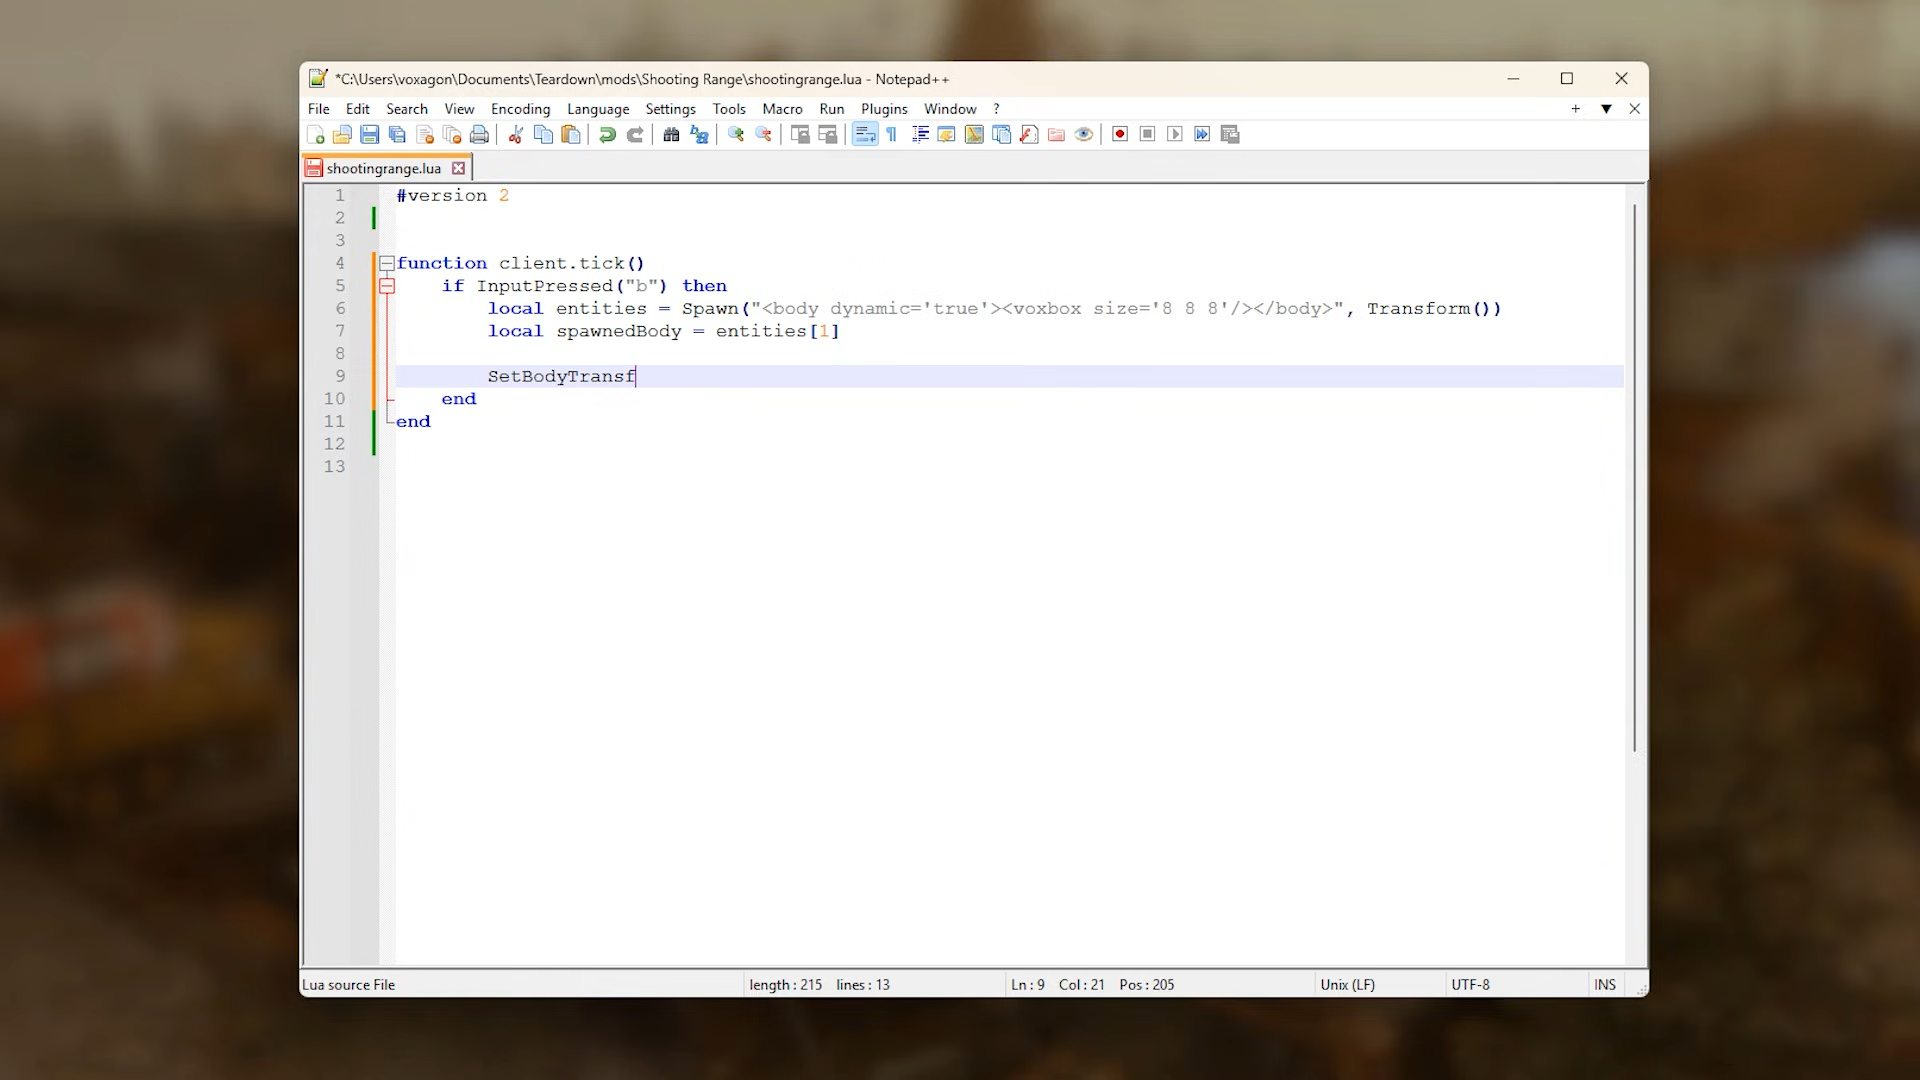 *C:\Users\voxagon\Documents\Teardown\mods\Shooting Range\shootingrange.lua - Notepad++
File Edit Search View Encoding Language Settings Tools Macro Run Plugins Window ?
shootingrange.lua
1 #version 2
2
3
4 function client.tick()
5 if InputPressed("b") then
6 local entities = Spawn("<body dynamic='true'><voxbox size='8 8 8'/></body>", Transform())
7 local spawnedBody = entities[1]
8
9 SetBodyTransf
10 end
11 end
12
13
Lua source File length : 215 lines : 13 Ln : 9 Col : 21 Pos : 205 Unix (LF) UTF-8 INS